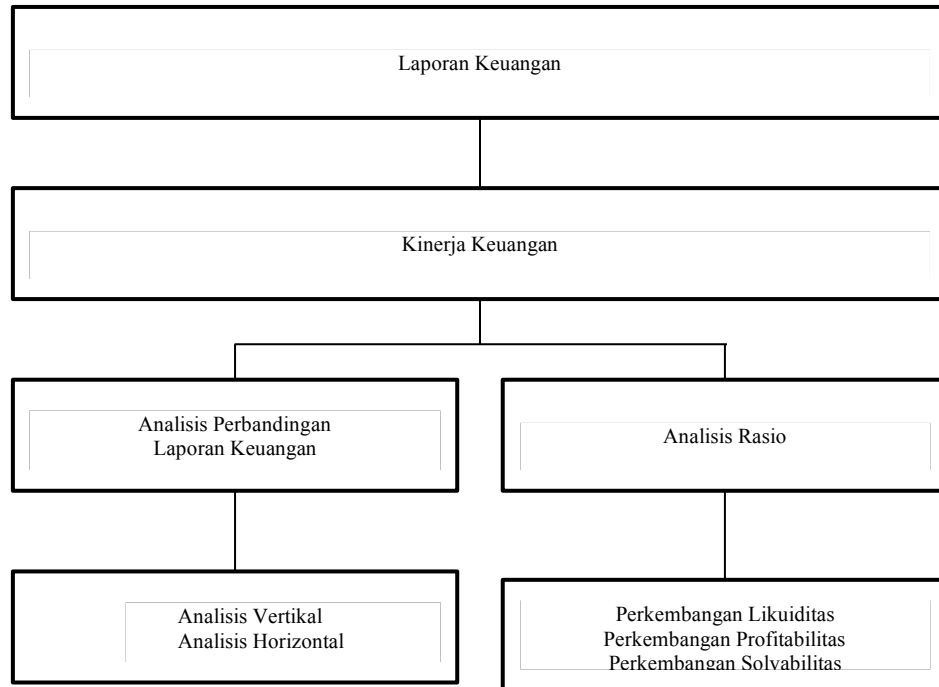 Laporan Keuangan
Kinerja Keuangan
Analisis Perbandingan
Laporan Keuangan
Analisis Rasio
Analisis Vertikal
Analisis Horizontal
Perkembangan Likuiditas
Perkembangan Profitabilitas
Perkembangan Solvabilitas